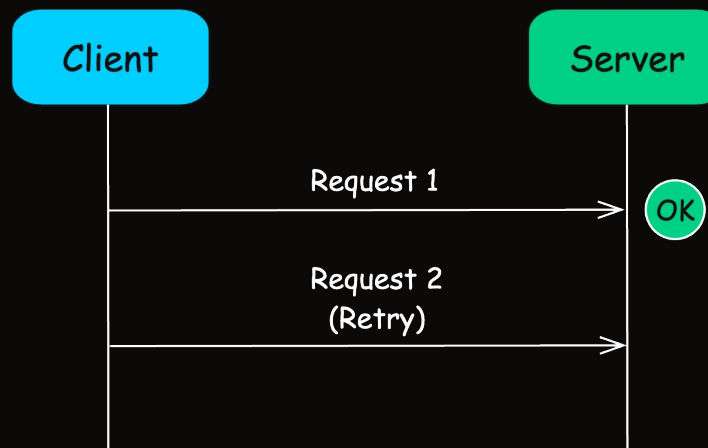 Client
Server
Request 1
OK
Request 2
(Retry)